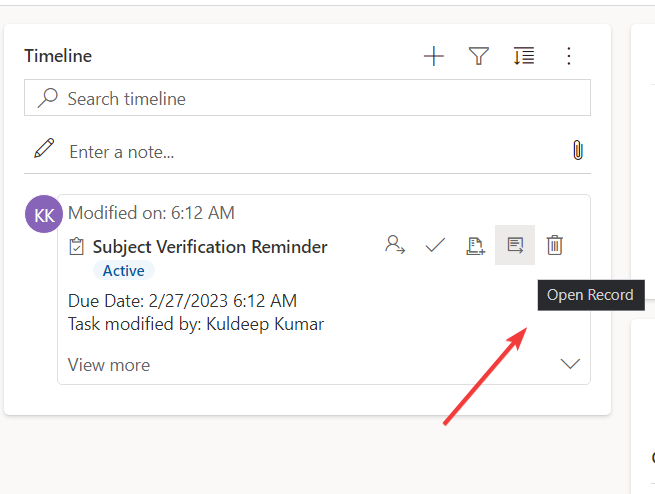 Timeline
Search timeline
Enter a note...
KK
Modified on: 6:12 AM
Subject Verification Reminder
Active
Open Record
Due Date: 2/27/2023 6:12 AM
Task modified by: Kuldeep Kumar
View more